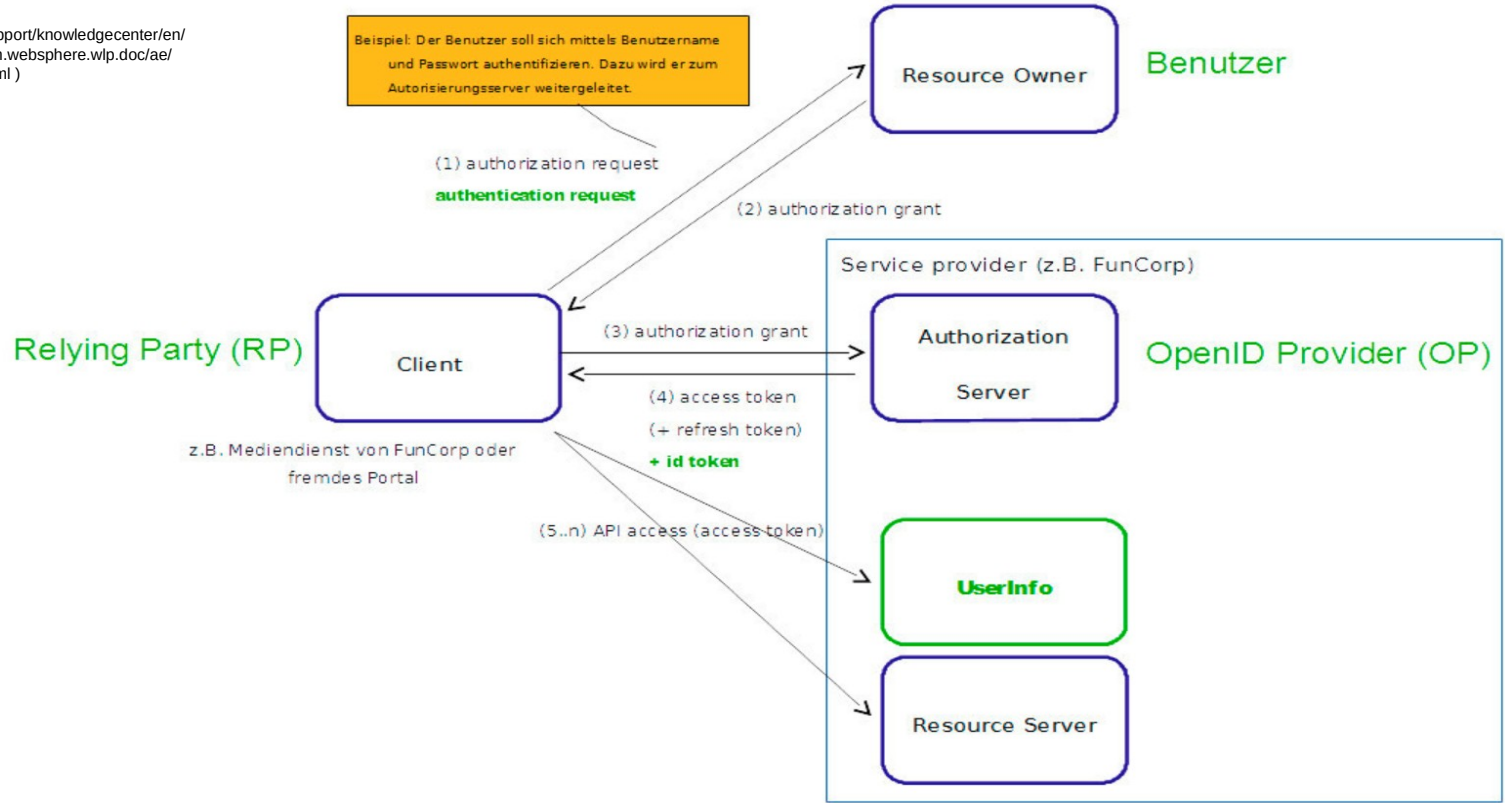 pport/knowledgecenter/en/
n.websphere.wlp.doc/ae/
ml )
Beispiel: Der Benutzer soll sich mittels Benutzername
und Passwort authentifizieren. Dazu wird er zum
Autorisierungsserver weitergeleitet.
Resource Owner
Benutzer
(1) authorization request
authentication request
(2) authorization grant
Service provider (z.B. FunCorp)
Relying Party (RP)
Client
(3) authorization grant
Authorization
Server
OpenID Provider (OP)
(4) access token
(+ refresh token)
+ id token
z.B. Mediendienst von FunCorp oder
fremdes Portal
(5..n) API access (access token)
UserInfo
Resource Server